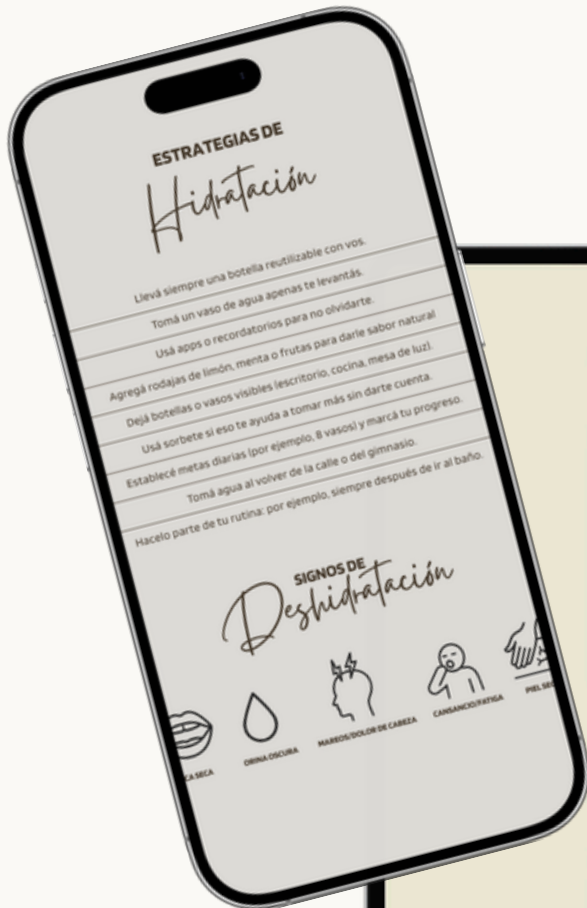 ESTRATEGIAS DE
Hidratación
Llevá siempre una botella reutilizable con vos.
Tomá un vaso de agua apenas te levantás.
Usá apps o recordatorios para no olvidarte.
Agregá rodajas de limón, menta o frutas para darle sabor natural
Dejá botellas o vasos visibles (escritorio, cocina, mesa de luz).
Usá sorbete si eso te ayuda a tomar más sin darte cuenta.
Establecé metas diarias (por ejemplo, 8 vasos) y marcá tu progreso.
Tomá agua al volver de la calle o del gimnasio.
Hacelo parte de tu rutina: por ejemplo, siempre después de ir al baño.
SIGNOS DE
Deshidratación
CA SECA
ORINA OSCURA
MAREOS/DOLOR DE CABEZA
CANSANCIO/FATIGA
PIEL SEC